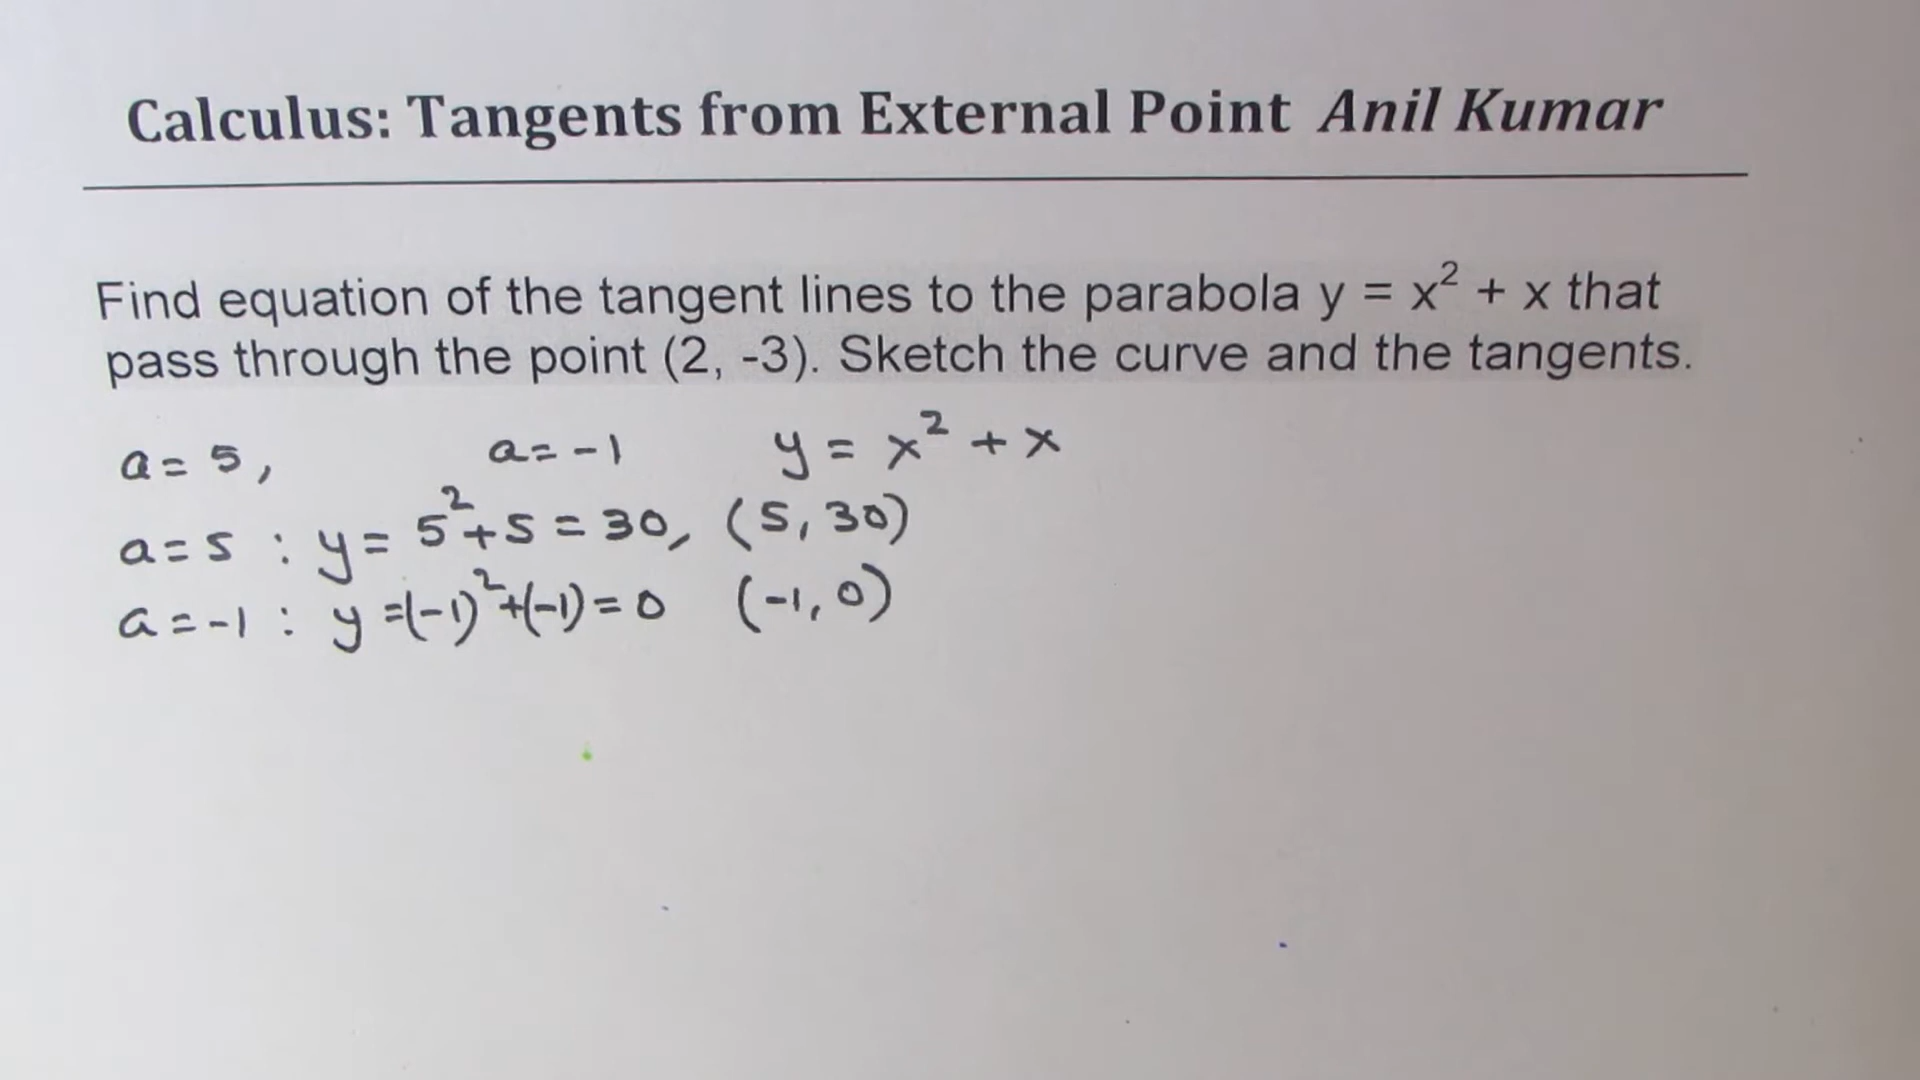 Calculus: Tangents from External Point Anil Kumar
Find equation of the tangent lines to the parabola y = x² + x that
pass through the point (2, -3). Sketch the curve and the tangents.
a = 5, a = -1 y = x² + x
a = 5 : y = 5² + 5 = 30, (5, 30)
a = -1 : y = (-1)² + (-1) = 0 (-1, 0)